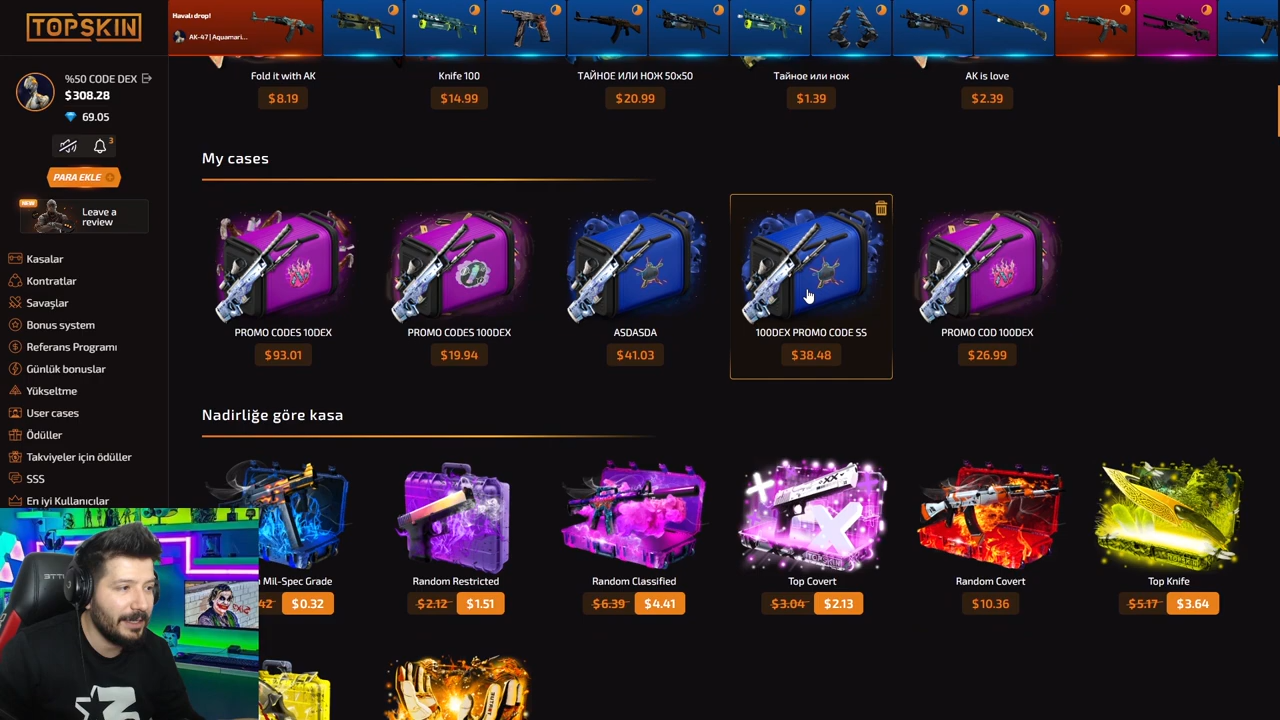 TOPSKIN
Havalı drop!
AK-47 | Aquamari...
%50 CODE DEX
$308.28
69.05
3
PARA EKLE
NEW
Leave a
review
Kasalar
Kontratlar
Savaşlar
Bonus system
Referans Programı
Günlük bonuslar
Yükseltme
User cases
Ödüller
Takviyeler için ödüller
SSS
En iyi Kullanıcılar
Fold it with AK
$8.19
Knife 100
$14.99
ТАЙНОЕ ИЛИ НОЖ 50x50
$20.99
Тайное или нож
$1.39
AK is love
$2.39
My cases
PROMO CODES 10DEX
$93.01
PROMO CODES 100DEX
$19.94
ASDASDA
$41.03
100DEX PROMO CODE SS
$38.48
PROMO COD 100DEX
$26.99
Nadirliğe göre kasa
Mil-Spec Grade
42 $0.32
Random Restricted
$2.12 $1.51
Random Classified
$6.39 $4.41
Top Covert
$3.04 $2.13
Random Covert
$10.36
Top Knife
$5.17 $3.64